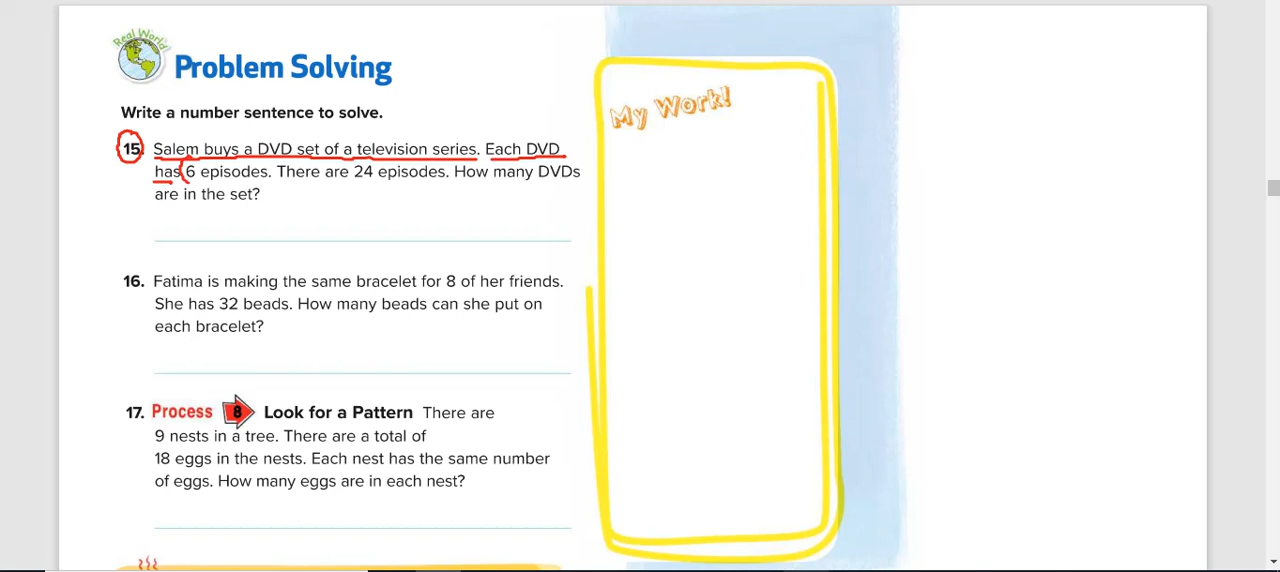 Real World!
Problem Solving
Write a number sentence to solve.
My Work!
15. Salem buys a DVD set of a television series. Each DVD
has 6 episodes. There are 24 episodes. How many DVDs
are in the set?
16. Fatima is making the same bracelet for 8 of her friends.
She has 32 beads. How many beads can she put on
each bracelet?
17. Process 8 Look for a Pattern There are
9 nests in a tree. There are a total of
18 eggs in the nests. Each nest has the same number
of eggs. How many eggs are in each nest?